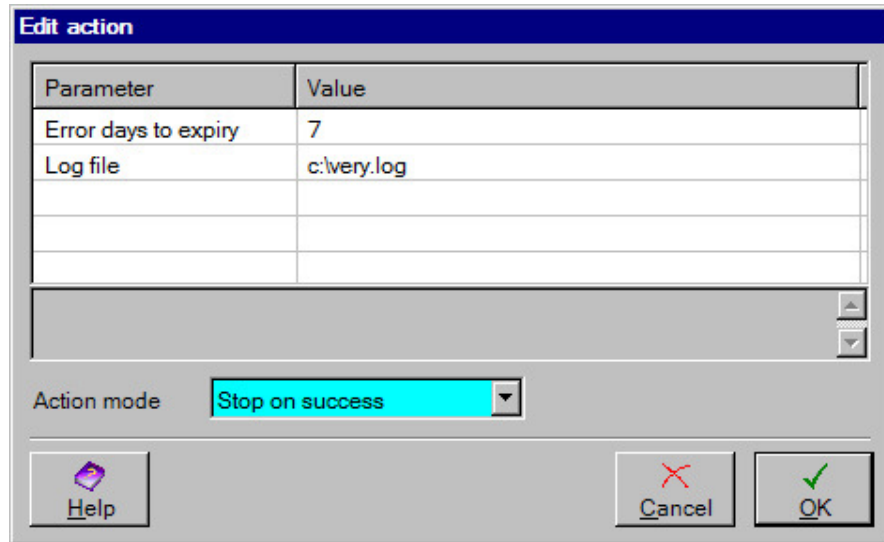 Edit action
Parameter Value
Error days to expiry 7
Log file c:\very.log
Action mode Stop on success
Help Cancel OK